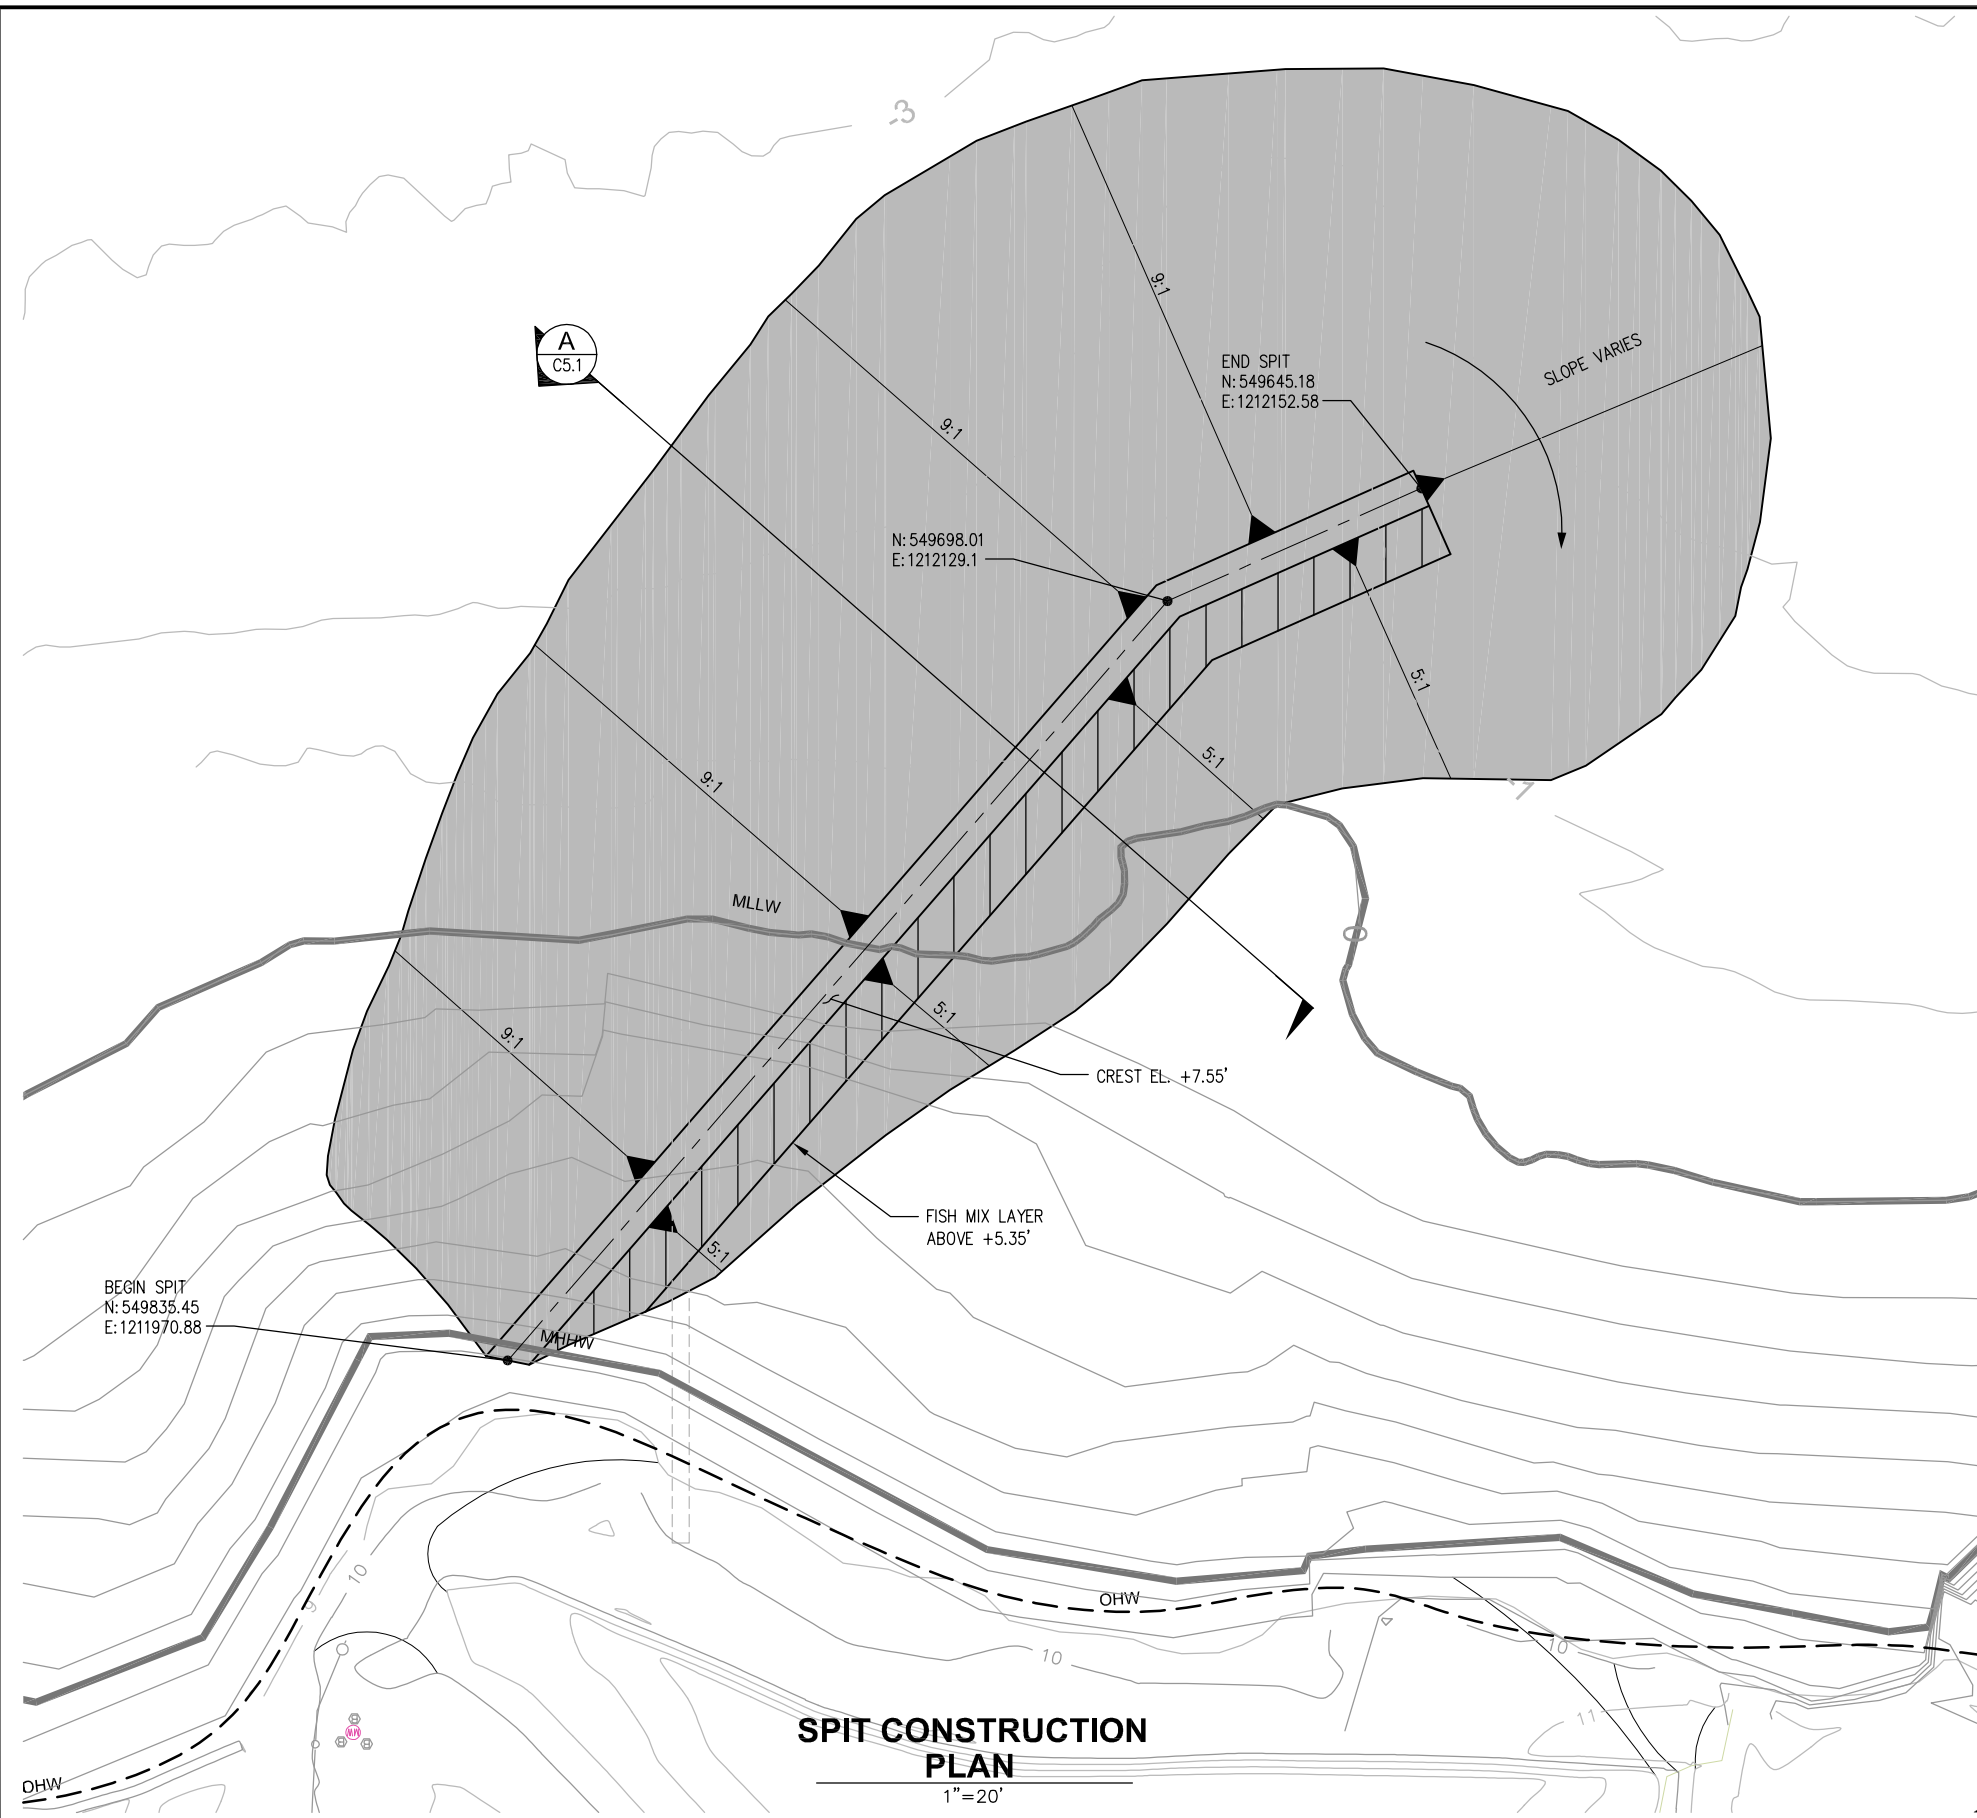 -3
A
C5.1
9:1
9:1
END SPIT
N: 549645.18
E: 1212152.58
SLOPE VARIES
N: 549698.01
E: 1212129.1
5:1
5:1
9:1
-1
MLLW
0
5:1
9:1
CREST EL. +7.55'
FISH MIX LAYER
ABOVE +5.35'
5:1
BEGIN SPIT
N: 549835.45
E: 1211970.88
MHHW
10
9
OHW
10
10
11
MW
OHW
SPIT CONSTRUCTION
PLAN
1"=20'